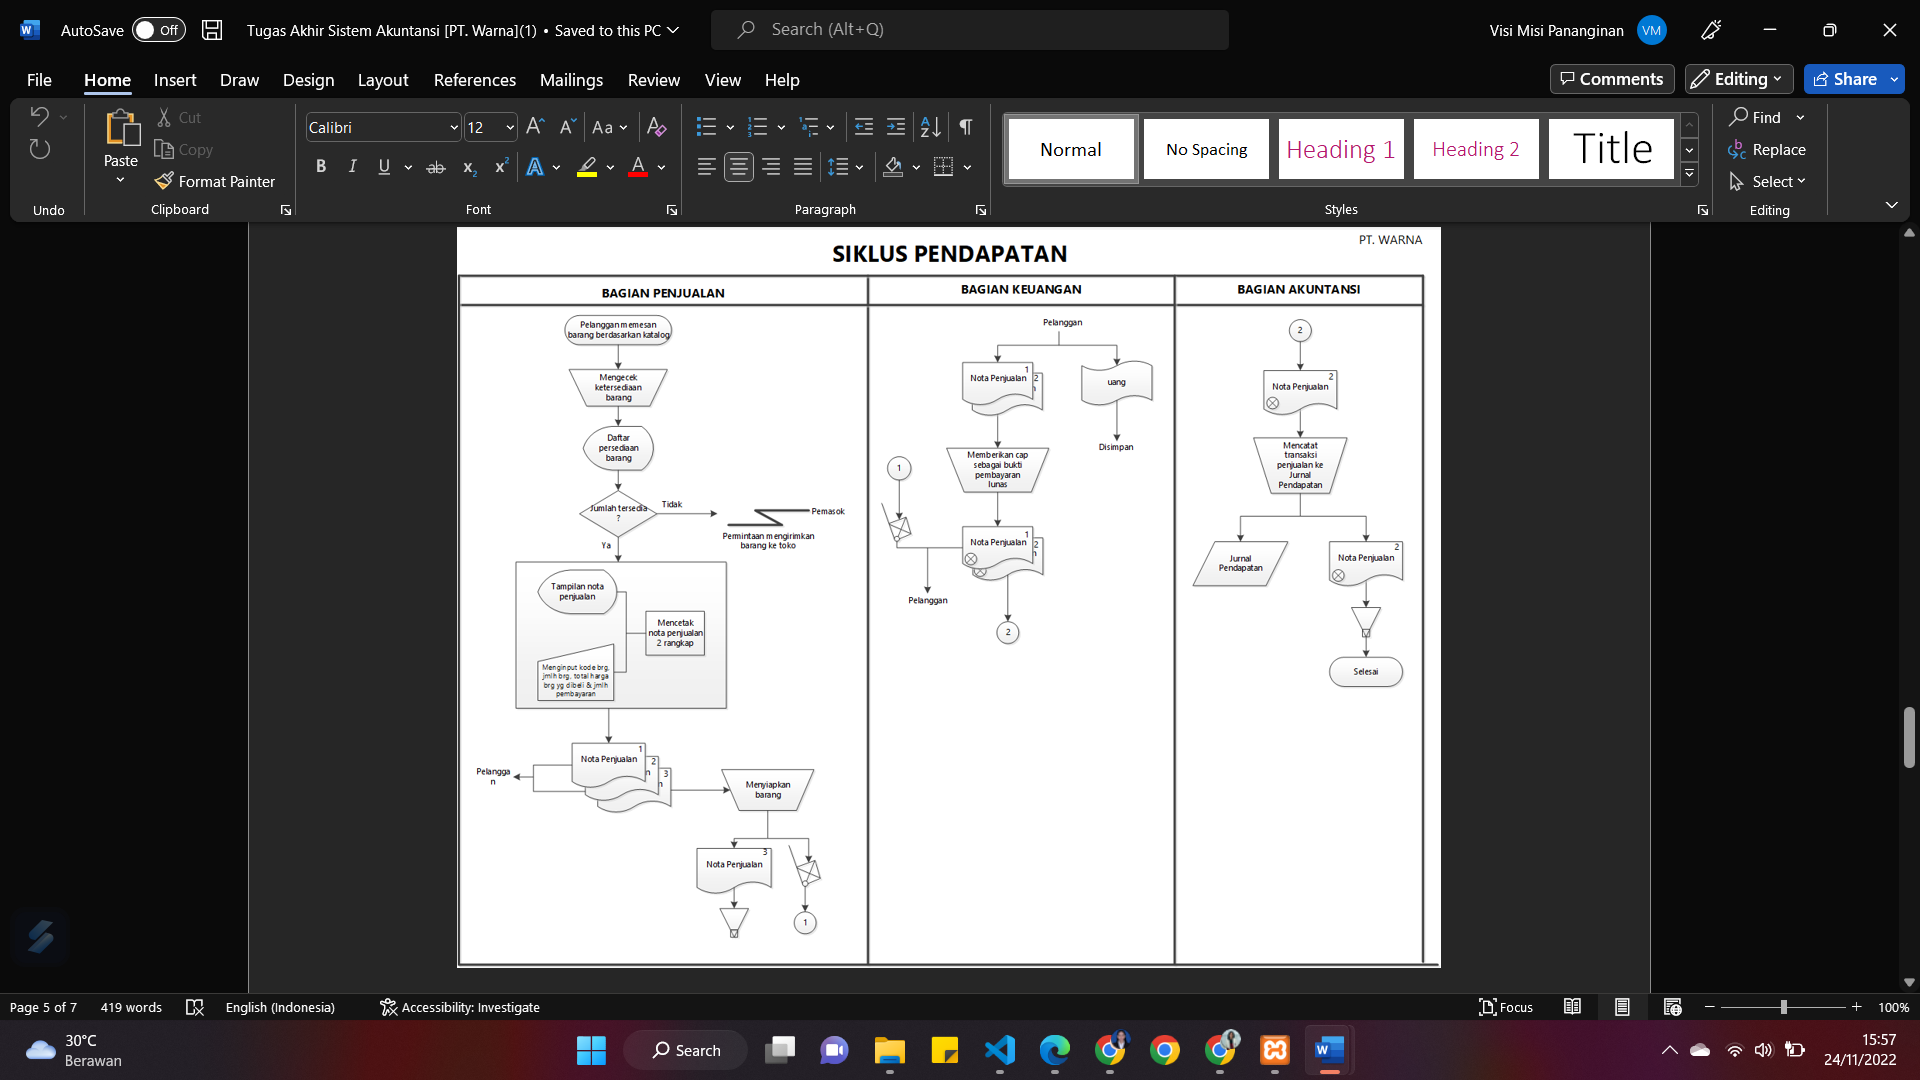 AutoSave Off Tugas Akhir Sistem Akuntansi [PT. Warna](1) • Saved to this PC Search (Alt+Q) Visi Misi Pananginan VM
File Home Insert Draw Design Layout References Mailings Review View Help Comments Editing Share
Paste Cut Copy Format Painter
Calibri 12
Normal No Spacing Heading 1 Heading 2 Title
Find Replace Select
Undo Clipboard Font Paragraph Styles Editing
PT. WARNA
SIKLUS PENDAPATAN
BAGIAN PENJUALAN
Pelanggan memesan
barang berdasarkan katalog
Mengecek
ketersediaan
barang
Daftar
persediaan
barang
Jumlah tersedia
?
Tidak
Pemasok
Permintaan mengirimkan
barang ke toko
Ya
Tampilan nota
penjualan
Mencetak
nota penjualan
2 rangkap
Menginput kode brg,
jmlh brg, total harga
brg yg dibeli & jmlh
pembayaran
1
Nota Penjualan
2
n
3
n
Pelangga
n
Menyiapkan
barang
3
Nota Penjualan
1
BAGIAN KEUANGAN
Pelanggan
1
Nota Penjualan
2
n
uang
Disimpan
Memberikan cap
sebagai bukti
pembayaran
lunas
1
1
Nota Penjualan
2
n
Pelanggan
2
BAGIAN AKUNTANSI
2
2
Nota Penjualan
Mencatat
transaksi
penjualan ke
Jurnal
Pendapatan
Jurnal
Pendapatan
2
Nota Penjualan
Selesai
Page 5 of 7 419 words English (Indonesia) Accessibility: Investigate Focus 100%
30°C
Berawan
Search
15:57
24/11/2022